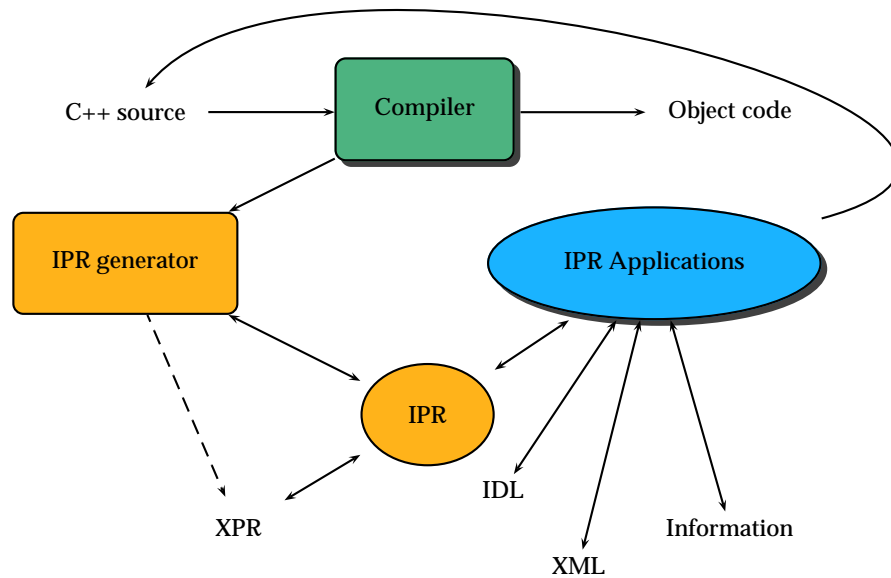 C++ source
Compiler
Object code
IPR generator
IPR Applications
IPR
IDL
XPR
Information
XML